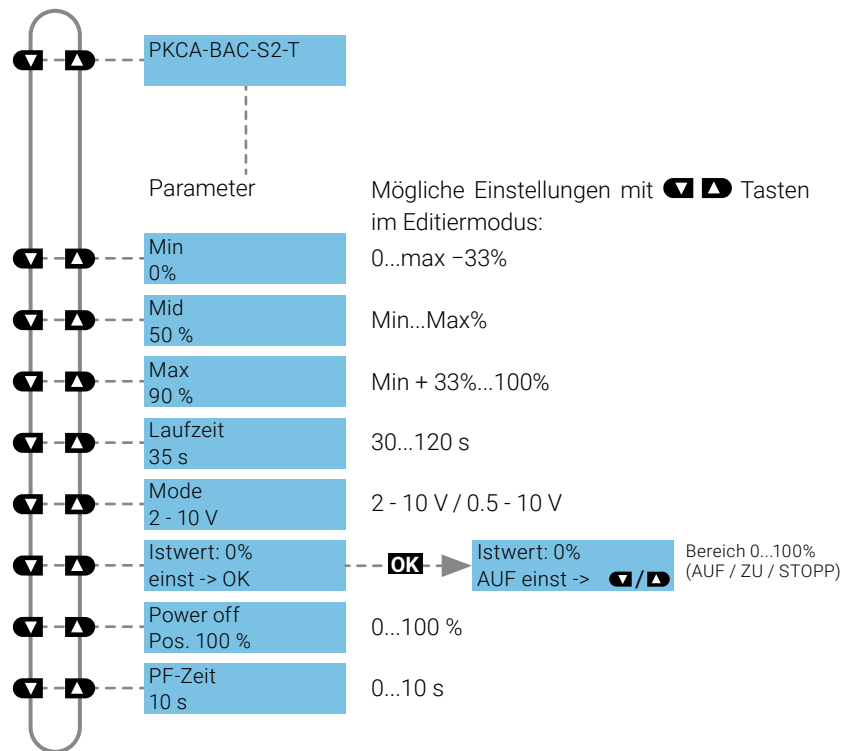 PKCA-BAC-S2-T
Parameter
Mögliche Einstellungen mit Tasten
im Editiermodus:
Min
0%
0...max −33%
Mid
50 %
Min...Max%
Max
90 %
Min + 33%...100%
Laufzeit
35 s
30...120 s
Mode
2 - 10 V
2 - 10 V / 0.5 - 10 V
Istwert: 0%
einst -> OK
OK
Istwert: 0%
AUF einst -> /
Bereich 0...100%
(AUF / ZU / STOPP)
Power off
Pos. 100 %
0...100 %
PF-Zeit
10 s
0...10 s